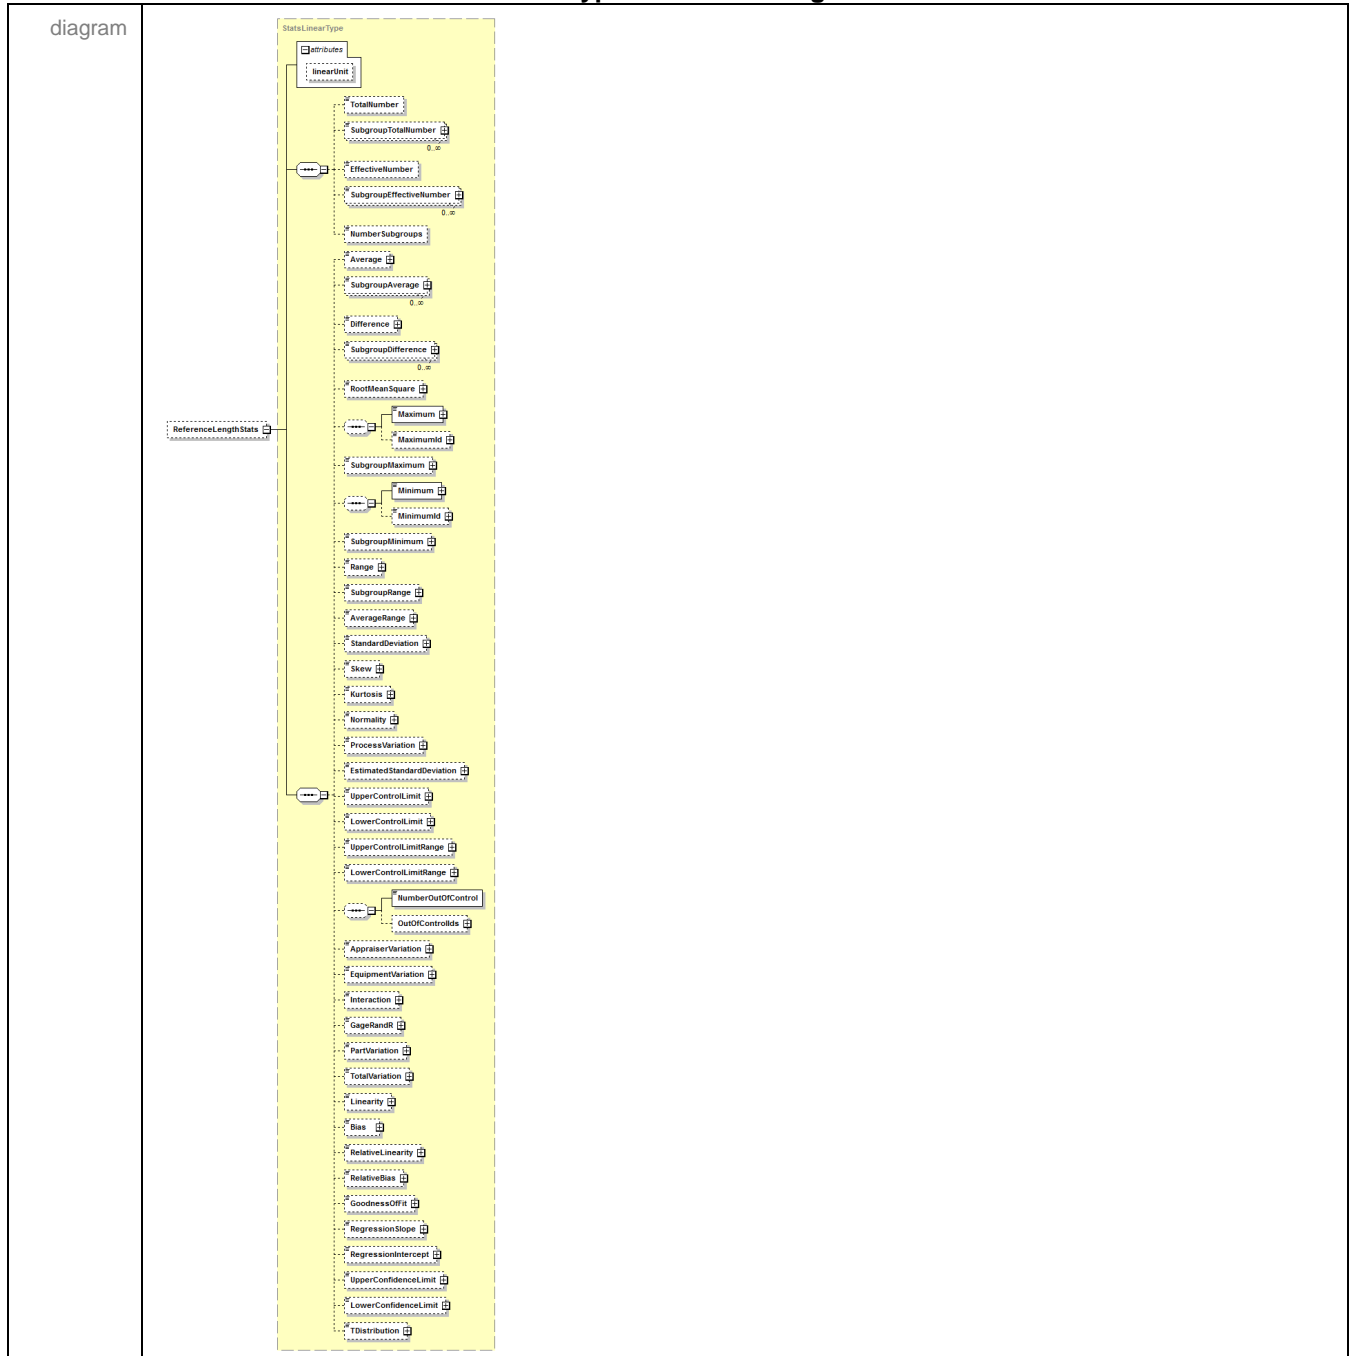 diagram
StatsLinearType
attributes
linearUnit
TotalNumber
SubgroupTotalNumber
0..∞
EffectiveNumber
SubgroupEffectiveNumber
0..∞
NumberSubgroups
Average
SubgroupAverage
0..∞
Difference
SubgroupDifference
0..∞
RootMeanSquare
Maximum
ReferenceLengthStats
MaximumId
SubgroupMaximum
Minimum
MinimumId
SubgroupMinimum
Range
SubgroupRange
AverageRange
StandardDeviation
Skew
Kurtosis
Normality
ProcessVariation
EstimatedStandardDeviation
UpperControlLimit
LowerControlLimit
UpperControlLimitRange
LowerControlLimitRange
NumberOutOfControl
OutOfControlIds
AppraiserVariation
EquipmentVariation
Interaction
GageRandR
PartVariation
TotalVariation
Linearity
Bias
RelativeLinearity
RelativeBias
GoodnessOfFit
RegressionSlope
RegressionIntercept
UpperConfidenceLimit
LowerConfidenceLimit
TDistribution